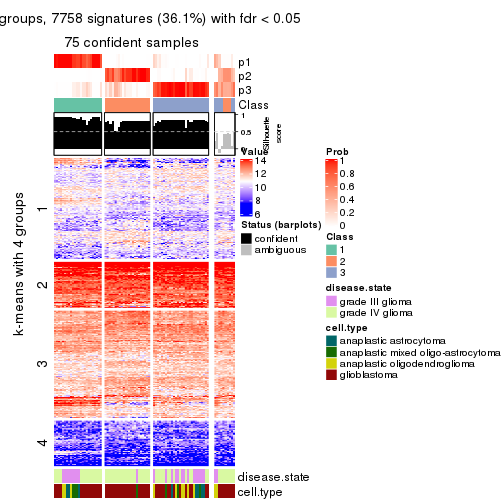 groups, 7758 signatures (36.1%) with fdr < 0.05
75 confident samples
p1
p2
p3
Class
1
0.5
0
Silhouette
score
k-means with 4 groups
1
2
3
4
disease.state
cell.type
Value
14
12
10
8
6
Status (barplots)
confident
ambiguous
Prob
1
0.8
0.6
0.4
0.2
0
Class
1
2
3
disease.state
grade III glioma
grade IV glioma
cell.type
anaplastic astrocytoma
anaplastic mixed oligo-astrocytoma
anaplastic oligodendroglioma
glioblastoma